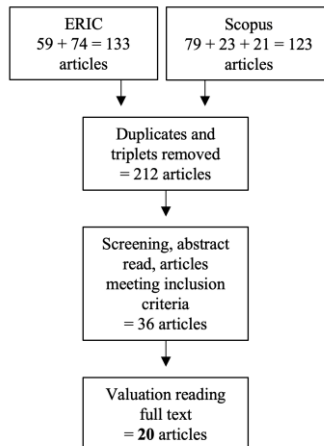 ERIC
59 + 74 = 133
articles
Scopus
79 + 23 + 21 = 123
articles
Duplicates and
triplets removed
= 212 articles
Screening, abstract
read, articles
meeting inclusion
criteria
= 36 articles
Valuation reading
full text
= 20 articles